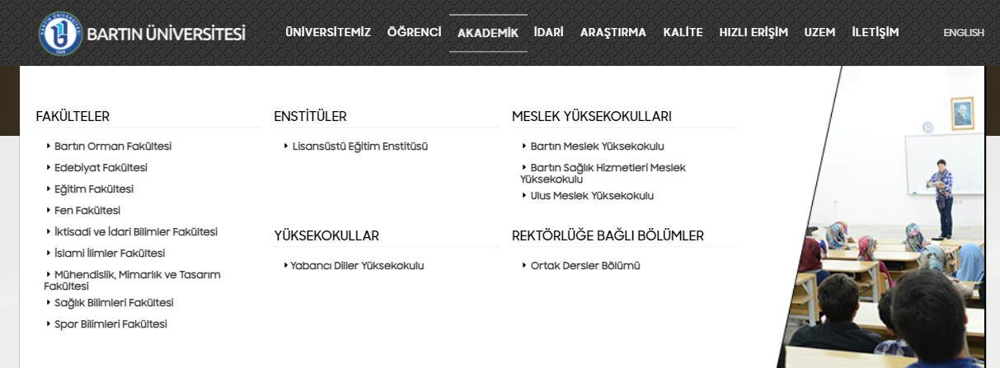 BARTIN ÜNİVERSİTESİ
ÜNİVERSİTEMİZ ÖĞRENCİ AKADEMİK İDARİ ARAŞTIRMA KALİTE HIZLI ERİŞİM UZEM İLETİŞİM ENGLISH
FAKÜLTELER
Bartın Orman Fakültesi
Edebiyat Fakültesi
Eğitim Fakültesi
Fen Fakültesi
İktisadi ve İdari Bilimler Fakültesi
İslami İlimler Fakültesi
Mühendislik, Mimarlık ve Tasarım
Fakültesi
Sağlık Bilimleri Fakültesi
Spor Bilimleri Fakültesi
ENSTİTÜLER
Lisansüstü Eğitim Enstitüsü
YÜKSEKOKULLAR
Yabancı Diller Yüksekokulu
MESLEK YÜKSEKOKULLARI
Bartın Meslek Yüksekokulu
Bartın Sağlık Hizmetleri Meslek
Yüksekokulu
Ulus Meslek Yüksekokulu
REKTÖRLÜĞE BAĞLI BÖLÜMLER
Ortak Dersler Bölümü